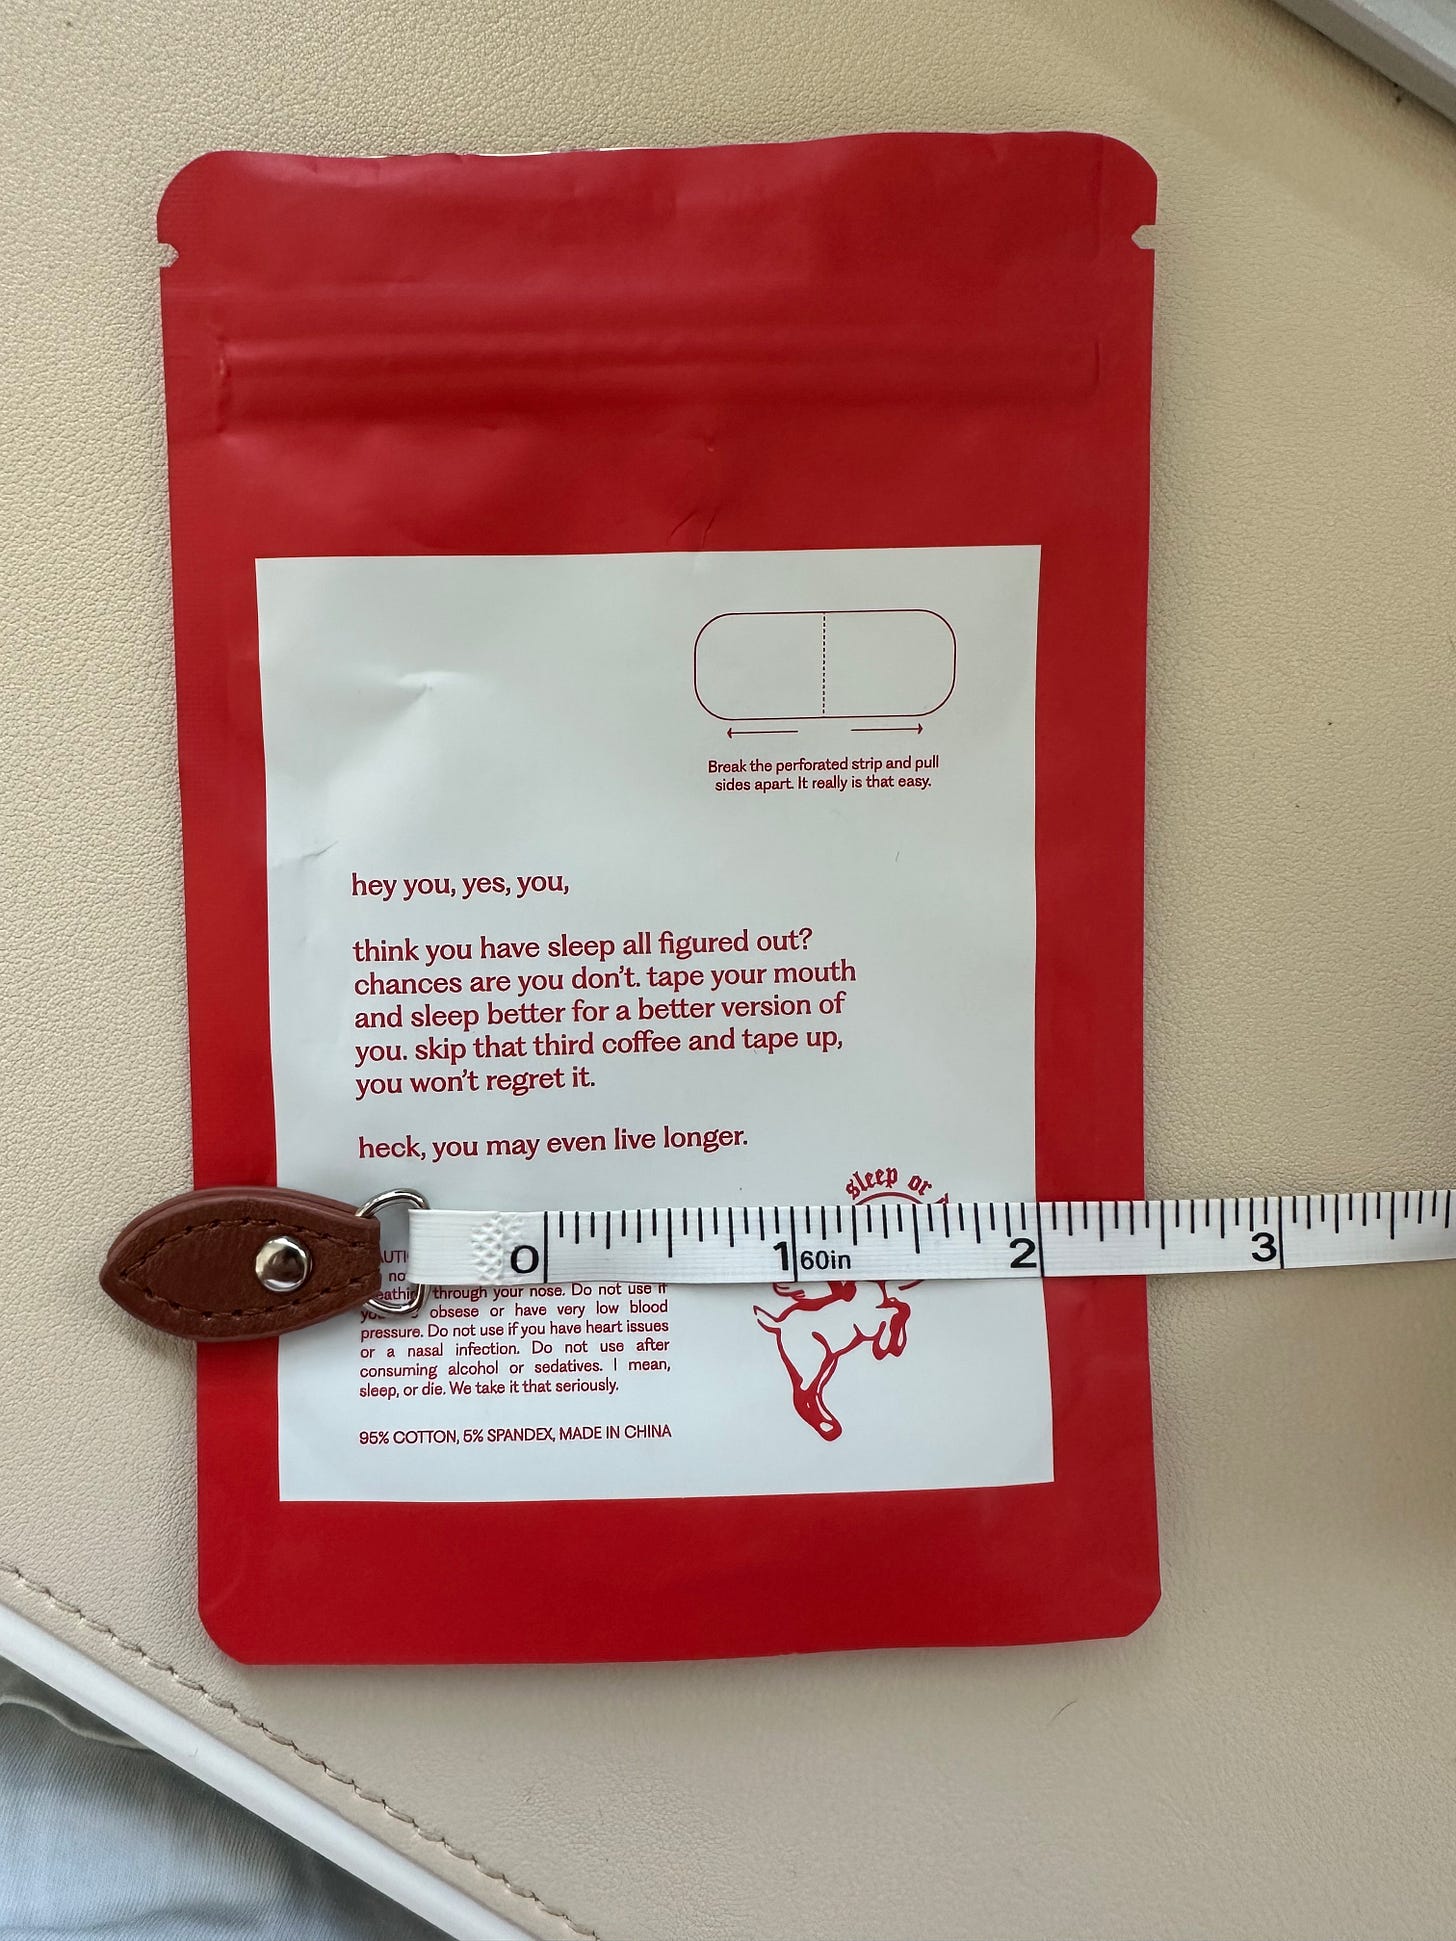 Break the perforated strip and pull
sides apart. It really is that easy.
hey you, yes, you,
think you have sleep all figured out?
chances are you don't. tape your mouth
and sleep better for a better version of
you. skip that third coffee and tape up,
you won't regret it.
heck, you may even live longer.
sleep or
0 1 60in 2 3
through your nose. Do not use if
obsese or have very low blood
pressure. Do not use if you have heart issues
or a nasal infection. Do not use after
consuming alcohol or sedatives. I mean,
sleep, or die. We take it that seriously.
95% COTTON, 5% SPANDEX, MADE IN CHINA